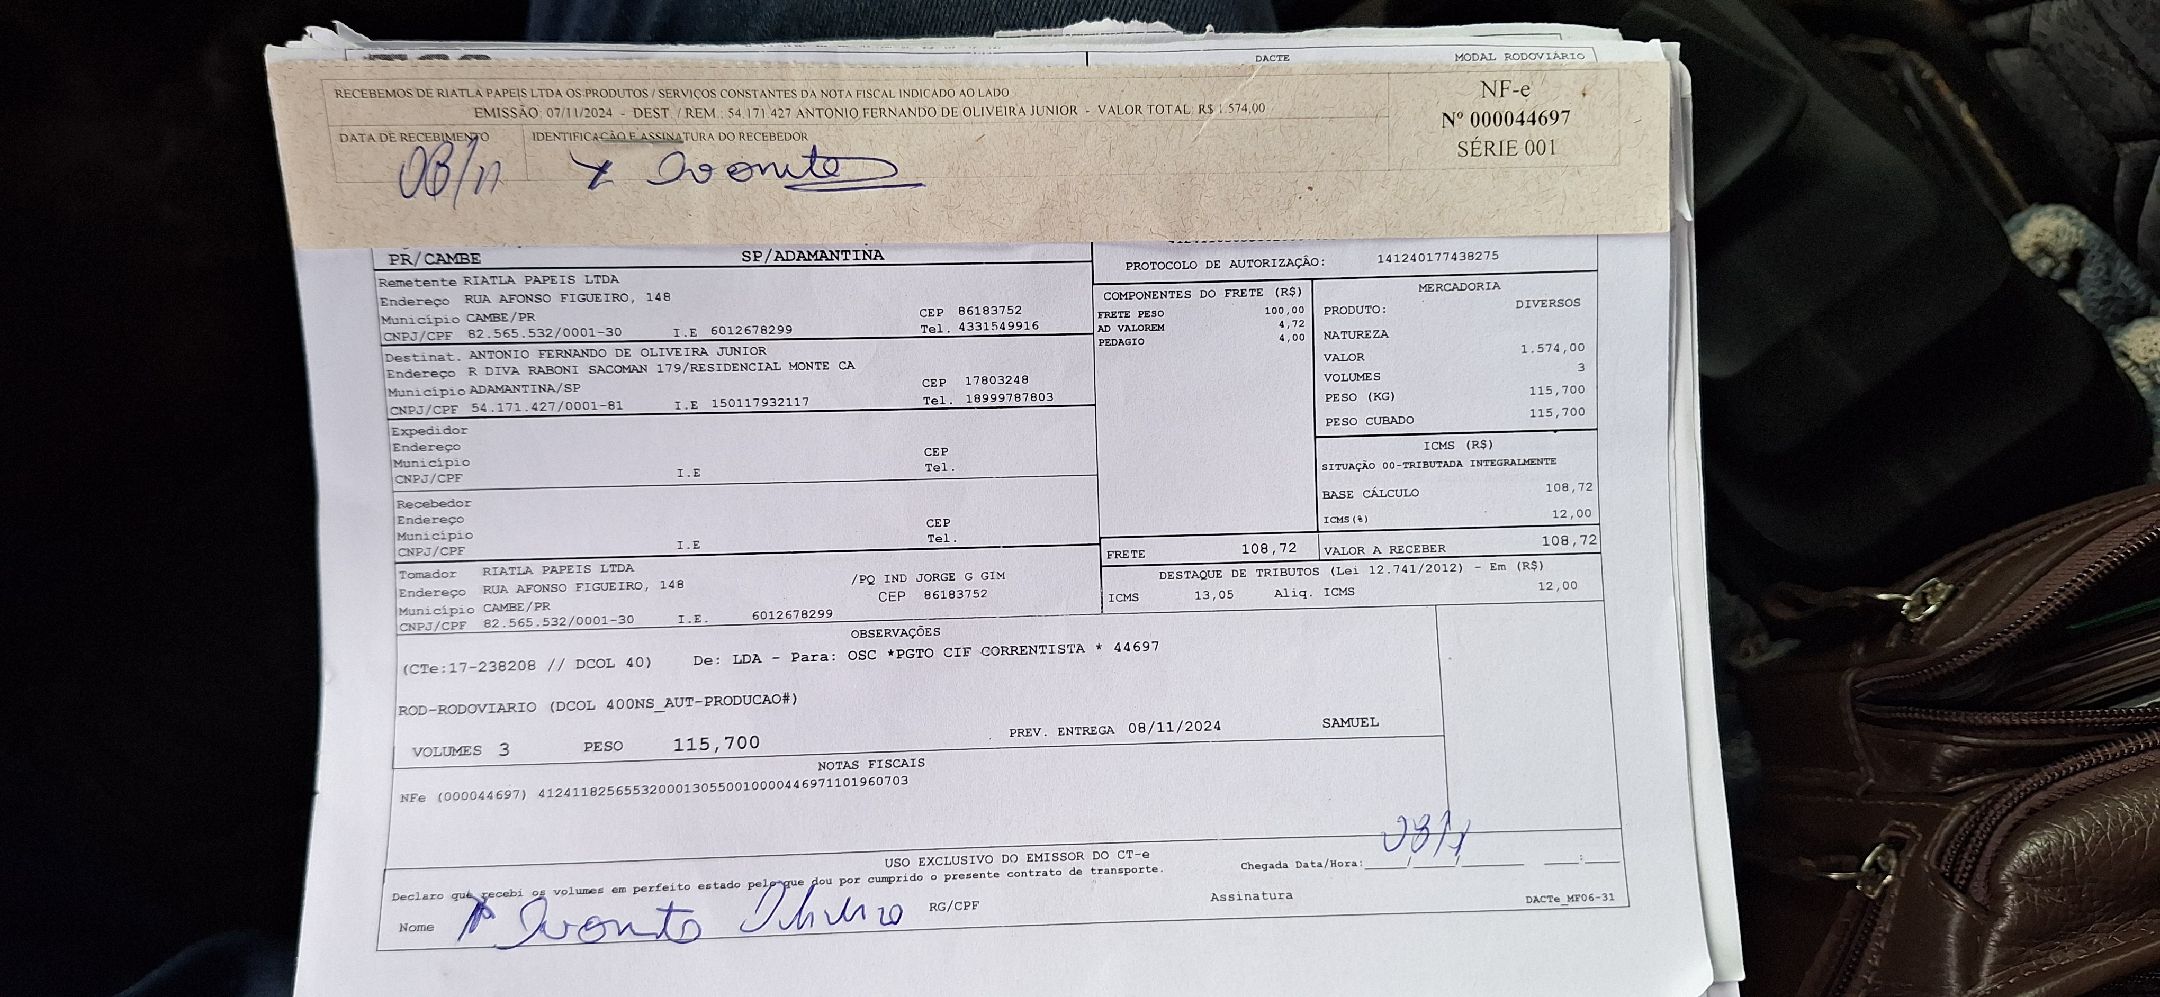 DACTE MODAL RODOVIÁRIO
RECEBEMOS DE RIATLA PAPEIS LTDA OS PRODUTOS / SERVIÇOS CONSTANTES DA NOTA FISCAL INDICADO AO LADO
EMISSÃO: 07/11/2024 - DEST. / REM.: 54.171.427 ANTONIO FERNANDO DE OLIVEIRA JUNIOR - VALOR TOTAL: R$ 1.574,00
NF-e
Nº 000044697
SÉRIE 001
DATA DE RECEBIMENTO IDENTIFICAÇÃO E ASSINATURA DO RECEBEDOR
08/11
PR/CAMBE SP/ADAMANTINA
PROTOCOLO DE AUTORIZAÇÃO: 141240177438275
Remetente RIATLA PAPEIS LTDA
Endereço RUA AFONSO FIGUEIRO, 148
Município CAMBE/PR CEP 86183752
CNPJ/CPF 82.565.532/0001-30 I.E 6012678299 Tel. 4331549916
Destinat. ANTONIO FERNANDO DE OLIVEIRA JUNIOR
Endereço R DIVA RABONI SACOMAN 179/RESIDENCIAL MONTE CA
Município ADAMANTINA/SP CEP 17803248
CNPJ/CPF 54.171.427/0001-81 I.E 150117932117 Tel. 18999787803
Expedidor
Endereço
Município CEP
CNPJ/CPF I.E Tel.
Recebedor
Endereço
Município CEP
CNPJ/CPF I.E Tel.
Tomador RIATLA PAPEIS LTDA
Endereço RUA AFONSO FIGUEIRO, 148 /PQ IND JORGE G GIM
Município CAMBE/PR CEP 86183752
CNPJ/CPF 82.565.532/0001-30 I.E. 6012678299
COMPONENTES DO FRETE (R$)
FRETE PESO 100,00
AD VALOREM 4,72
PEDAGIO 4,00
FRETE 108,72
MERCADORIA
PRODUTO: DIVERSOS
NATUREZA
VALOR 1.574,00
VOLUMES 3
PESO (KG) 115,700
PESO CUBADO 115,700
ICMS (R$)
SITUAÇÃO 00-TRIBUTADA INTEGRALMENTE
BASE CÁLCULO 108,72
ICMS(%) 12,00
VALOR A RECEBER 108,72
DESTAQUE DE TRIBUTOS (Lei 12.741/2012) - Em (R$)
ICMS 13,05 Aliq. ICMS 12,00
OBSERVAÇÕES
(CTe:17-238208 // DCOL 40) De: LDA - Para: OSC *PGTO CIF CORRENTISTA * 44697
ROD-RODOVIARIO (DCOL 400NS_AUT-PRODUCAO#)
VOLUMES 3 PESO 115,700 PREV. ENTREGA 08/11/2024 SAMUEL
NOTAS FISCAIS
NFe (000044697) 41241182565532000130550010000446971101960703
USO EXCLUSIVO DO EMISSOR DO CT-e
Declaro que recebi os volumes em perfeito estado pelo que dou por cumprido o presente contrato de transporte.
Chegada Data/Hora: __/__/____ __:__
Nome RG/CPF Assinatura DACTe_MF06-31